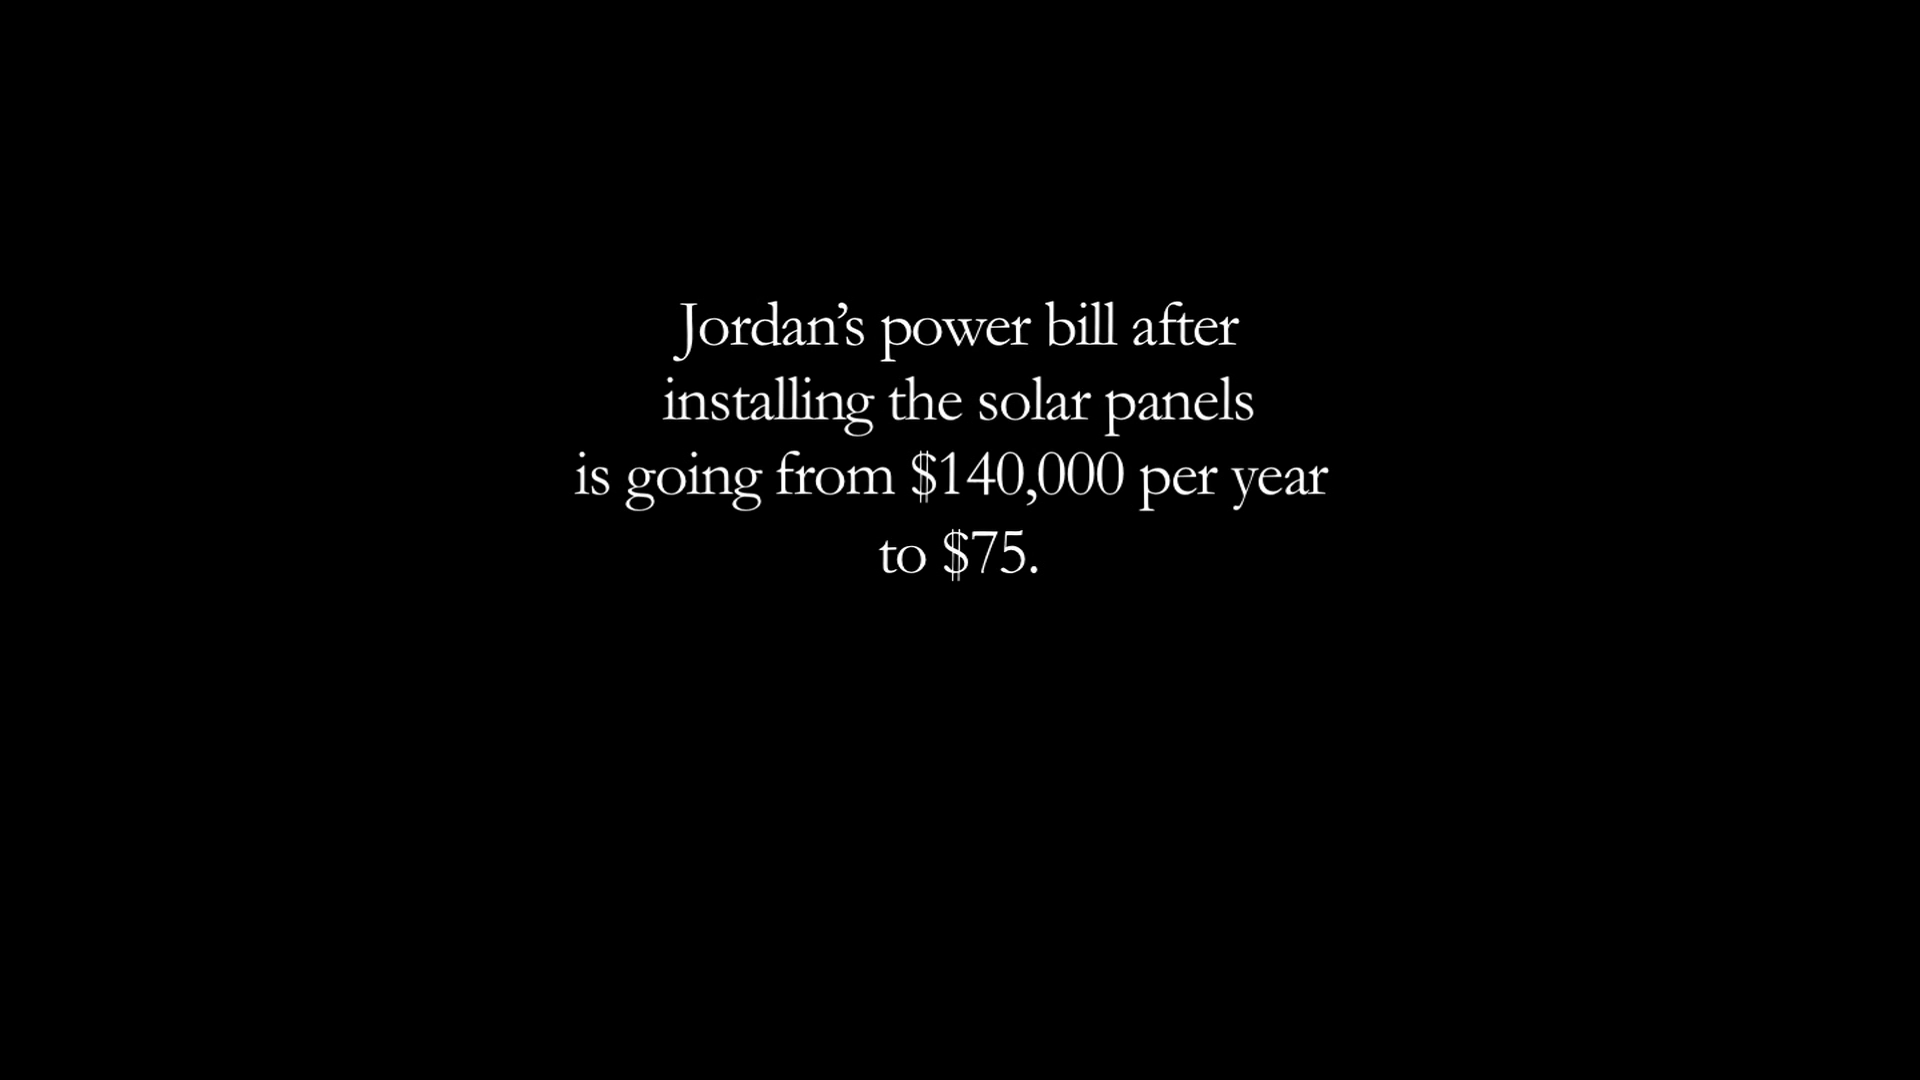 Jordan’s power bill after
installing the solar panels
is going from $140,000 per year
to $75.